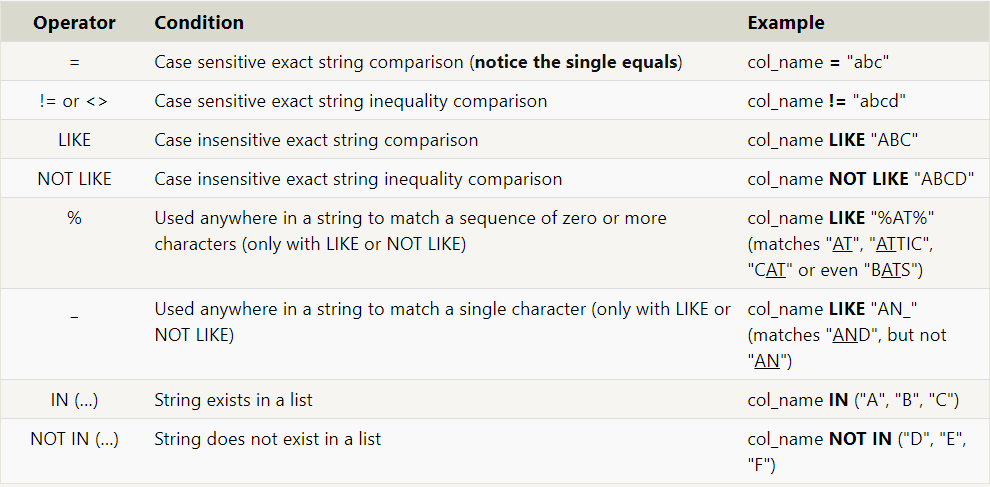 Operator Condition Example
= Case sensitive exact string comparison (notice the single equals) col_name = "abc"
!= or <> Case sensitive exact string inequality comparison col_name != "abcd"
LIKE Case insensitive exact string comparison col_name LIKE "ABC"
NOT LIKE Case insensitive exact string inequality comparison col_name NOT LIKE "ABCD"
% Used anywhere in a string to match a sequence of zero or more col_name LIKE "%AT%"
characters (only with LIKE or NOT LIKE) (matches "AT", "ATTIC",
"CAT" or even "BATS")
_ Used anywhere in a string to match a single character (only with LIKE or col_name LIKE "AN_"
NOT LIKE) (matches "AND", but not
"AN")
IN (…) String exists in a list col_name IN ("A", "B", "C")
NOT IN (…) String does not exist in a list col_name NOT IN ("D", "E",
"F")